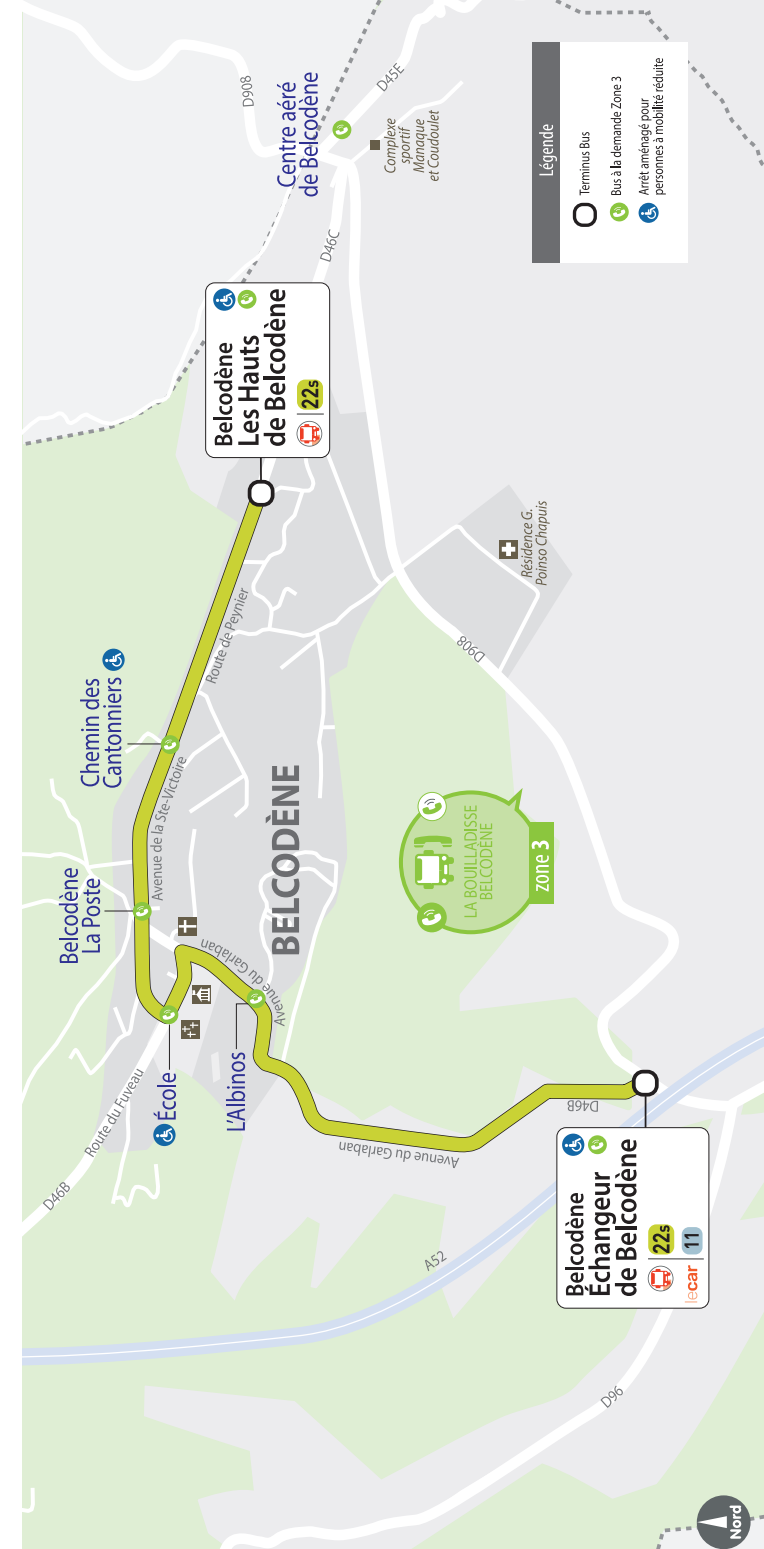 D908
D45E
Centre aéré
de Belcodène
Complexe
sportif
Manaque
et Coudoulet
D46C
Légende
Terminus Bus
Bus à la demande Zone 3
Arrêt aménagé pour
personnes à mobilité réduite
Belcodène
Les Hauts
de Belcodène
22s
Résidence G.
Poinso Chapuis
Route de Peynier
D908
Chemin des
Cantonniers
Avenue de la Ste-Victoire
BELCODÈNE
LA BOUILLADISSE
BELCODÈNE
zone 3
Belcodène
La Poste
Avenue du Garlaban
Avenue du Garlaban
École
L'Albinos
Route du Fuveau
D46B
Avenue du Garlaban
D46B
A52
Belcodène
Échangeur
de Belcodène
22s
lecar 11
D96
Nord